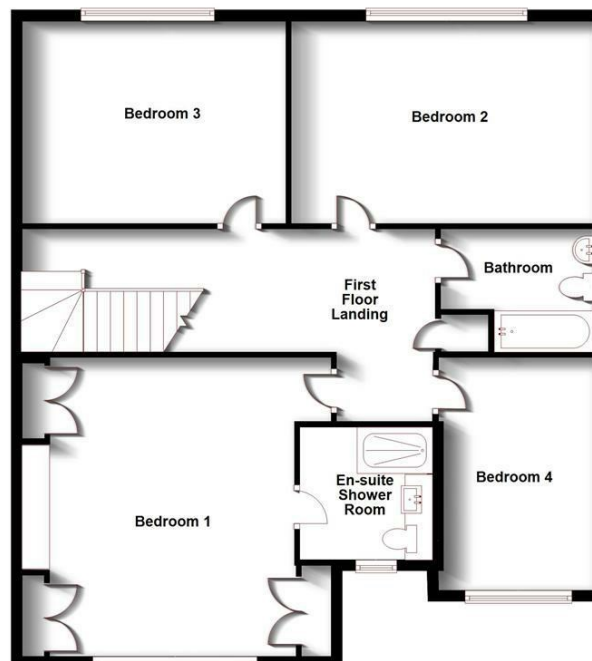 Bedroom 3
Bedroom 2
First
Floor
Landing
Bathroom
En-suite
Shower
Room
Bedroom 4
Bedroom 1